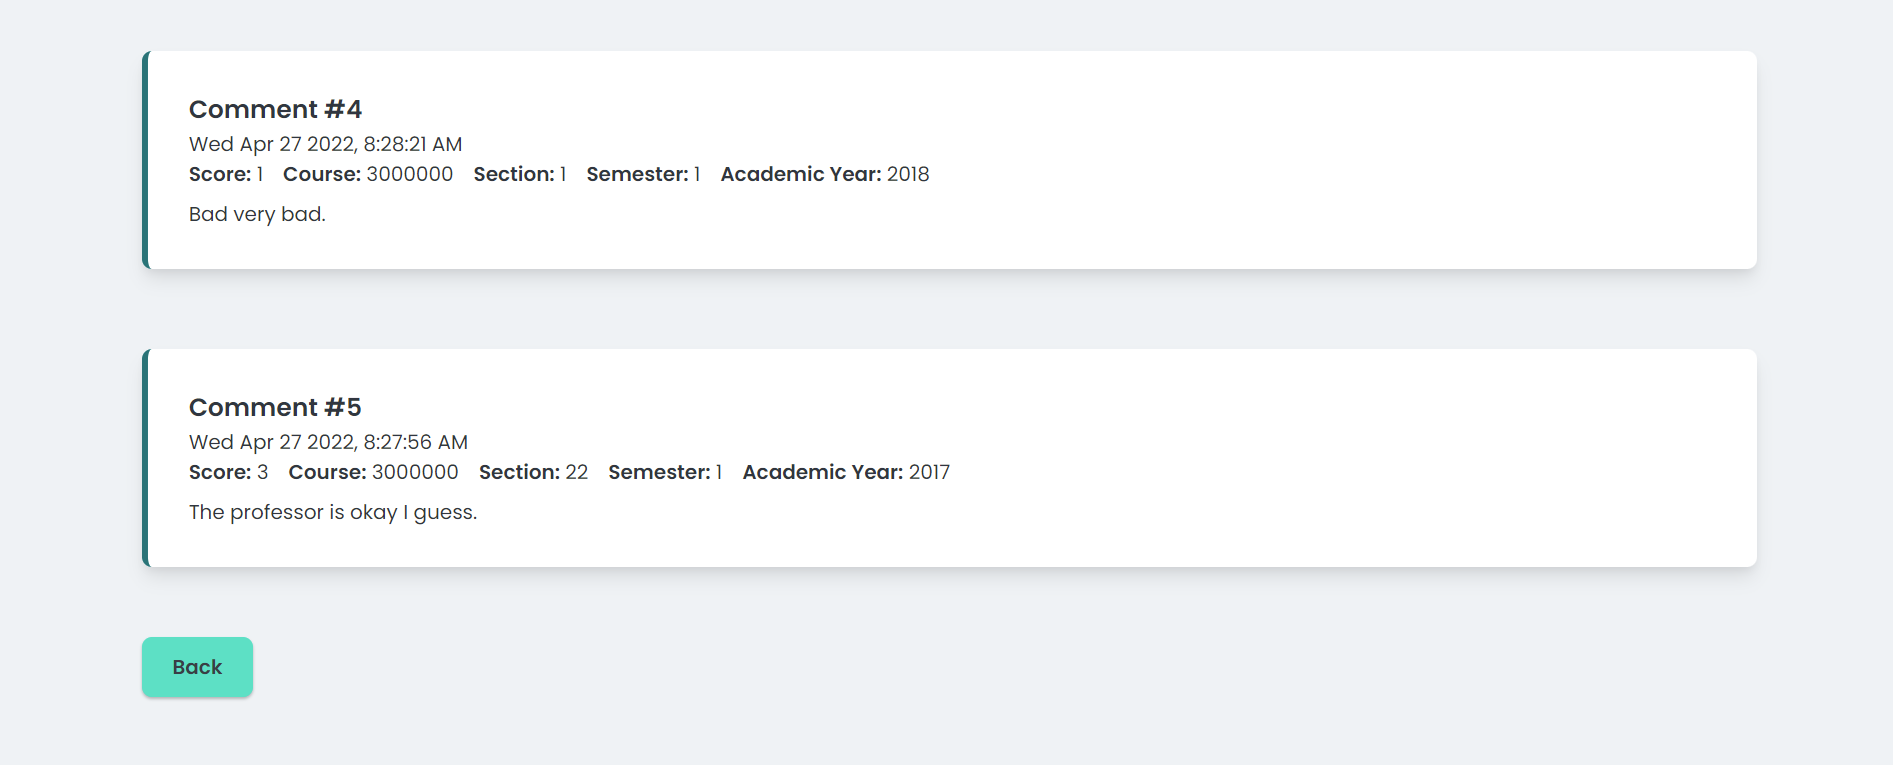 Comment #4
Wed Apr 27 2022, 8:28:21 AM
Score: 1 Course: 3000000 Section: 1 Semester: 1 Academic Year: 2018
Bad very bad.
Comment #5
Wed Apr 27 2022, 8:27:56 AM
Score: 3 Course: 3000000 Section: 22 Semester: 1 Academic Year: 2017
The professor is okay I guess.
Back